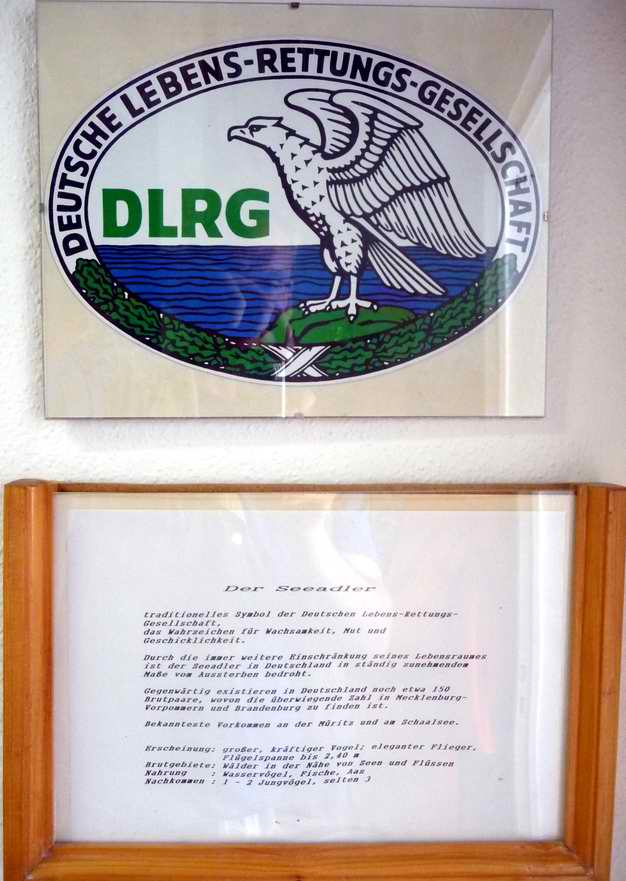 DEUTSCHE LEBENS-RETTUNGS-GESELLSCHAFT
DLRG
Der Seeadler
traditionelles Symbol der Deutschen Lebens-Rettungs-
Gesellschaft,
das Wahrzeichen für Wachsamkeit, Mut und
Geschicklichkeit.
Durch die immer weitere Einschränkung seines Lebensraumes
ist der Seeadler in Deutschland in ständig zunehmendem
Maße vom Aussterben bedroht.
Gegenwärtig existieren in Deutschland noch etwa 150
Brutpaare, wovon die überwiegende Zahl in Mecklenburg-
Vorpommern und Brandenburg zu finden ist.
Bekannteste Vorkommen an der Müritz und am Schaalsee.
Erscheinung: großer, kräftiger Vogel; eleganter Flieger,
Flügelspanne bis 2,40 m
Brutgebiete: Wälder in der Nähe von Seen und Flüssen
Nahrung : Wasservögel, Fische, Aas
Nachkommen : 1 - 2 Jungvögel, selten 3